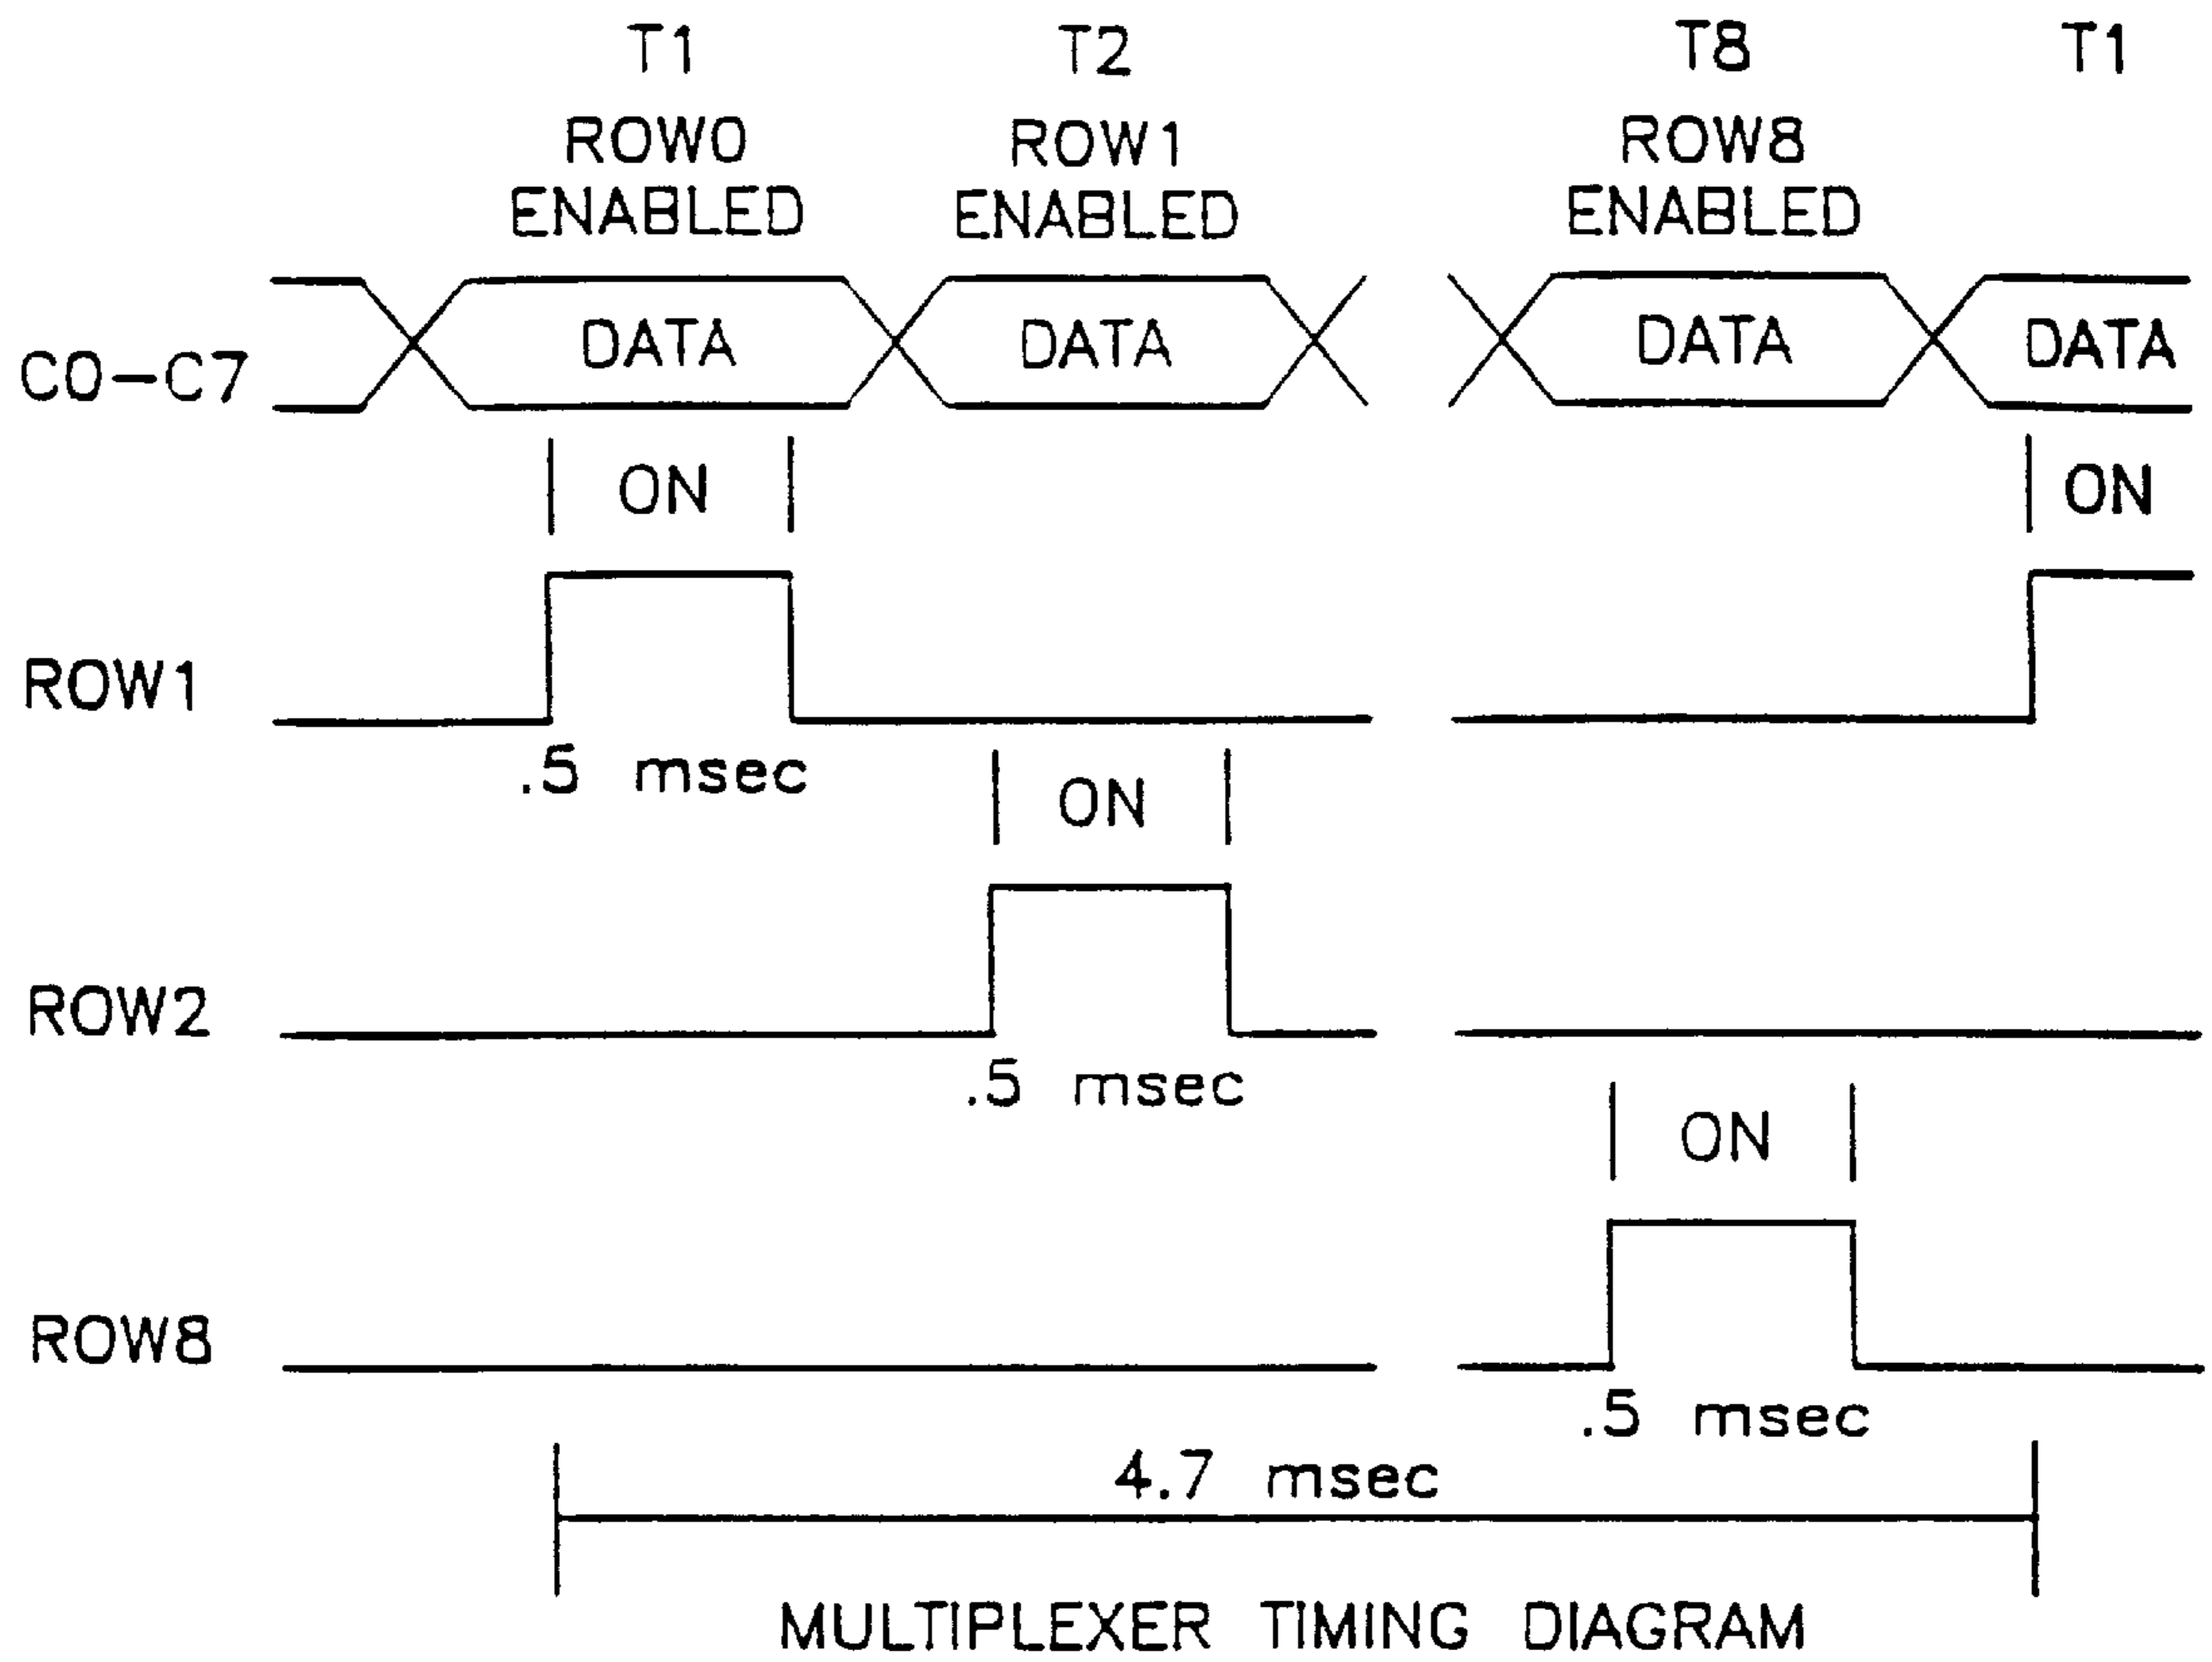 T1 T2 T8 T1
ROW0 ROW1 ROW8
ENABLED ENABLED ENABLED
C0-C7 DATA DATA DATA DATA
ON ON
ROW1
.5 msec
ON
ROW2
.5 msec
ON
ROW8
.5 msec
4.7 msec
MULTIPLEXER TIMING DIAGRAM